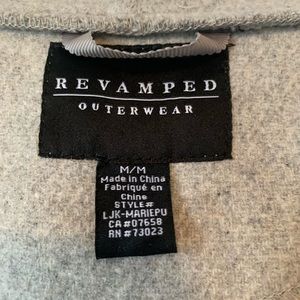 REVAMPED
OUTERWEAR
M/M
Made in China
Fabriqué en
Chine
STYLE#
LJK-MARIEPU
CA#07658
RN#73023